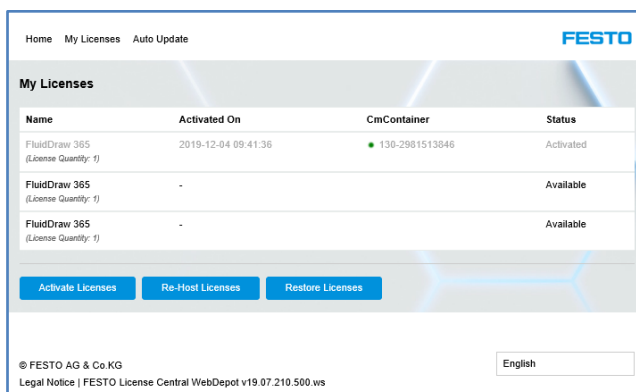 Home My Licenses Auto Update FESTO
My Licenses
Name Activated On CmContainer Status
FluidDraw 365 2019-12-04 09:41:36 130-2981513846 Activated
(License Quantity: 1)
FluidDraw 365 - Available
(License Quantity: 1)
FluidDraw 365 - Available
(License Quantity: 1)
Activate Licenses Re-Host Licenses Restore Licenses
© FESTO AG & Co.KG English
Legal Notice | FESTO License Central WebDepot v19.07.210.500.ws